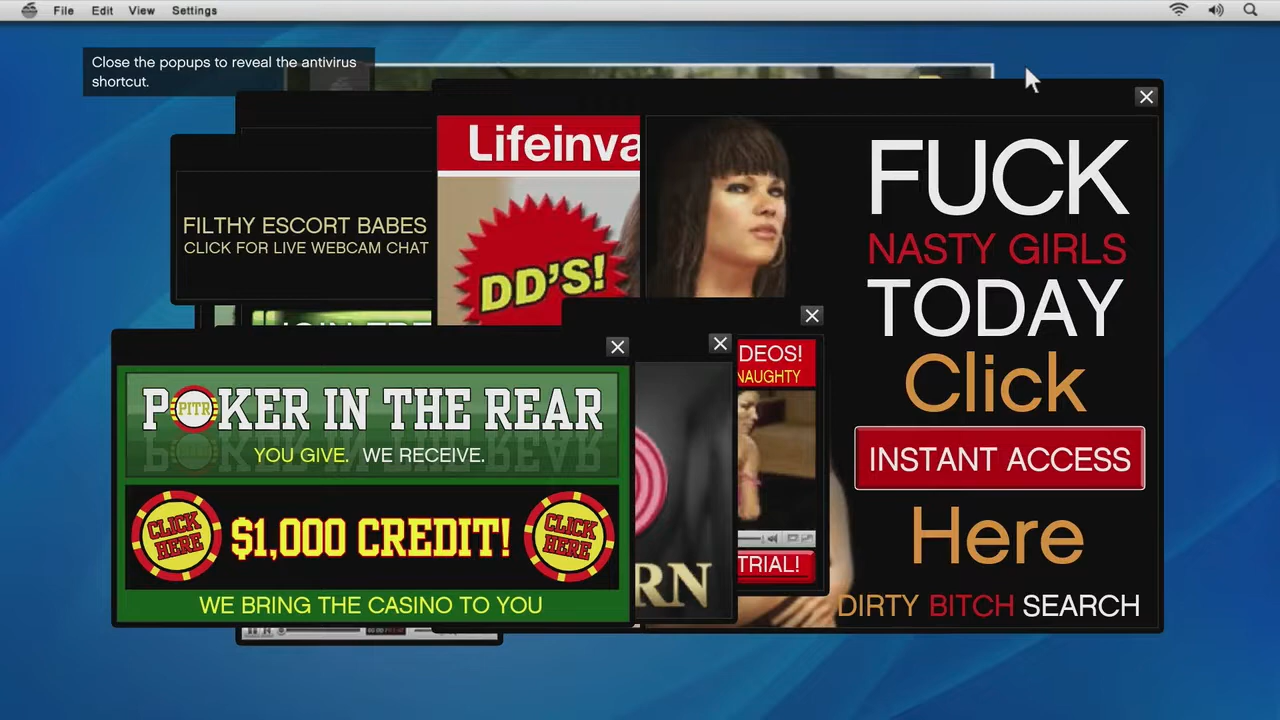 File Edit View Settings
Close the popups to reveal the antivirus
shortcut.
FILTHY ESCORT BABES
CLICK FOR LIVE WEBCAM CHAT
Lifeinva
DD'S!
FUCK
NASTY GIRLS
TODAY
Click
INSTANT ACCESS
Here
DIRTY BITCH SEARCH
DEOS!
NAUGHTY
TRIAL!
RN
POKER IN THE REAR
PITR
YOU GIVE. WE RECEIVE.
CLICK HERE
$1,000 CREDIT!
CLICK HERE
WE BRING THE CASINO TO YOU